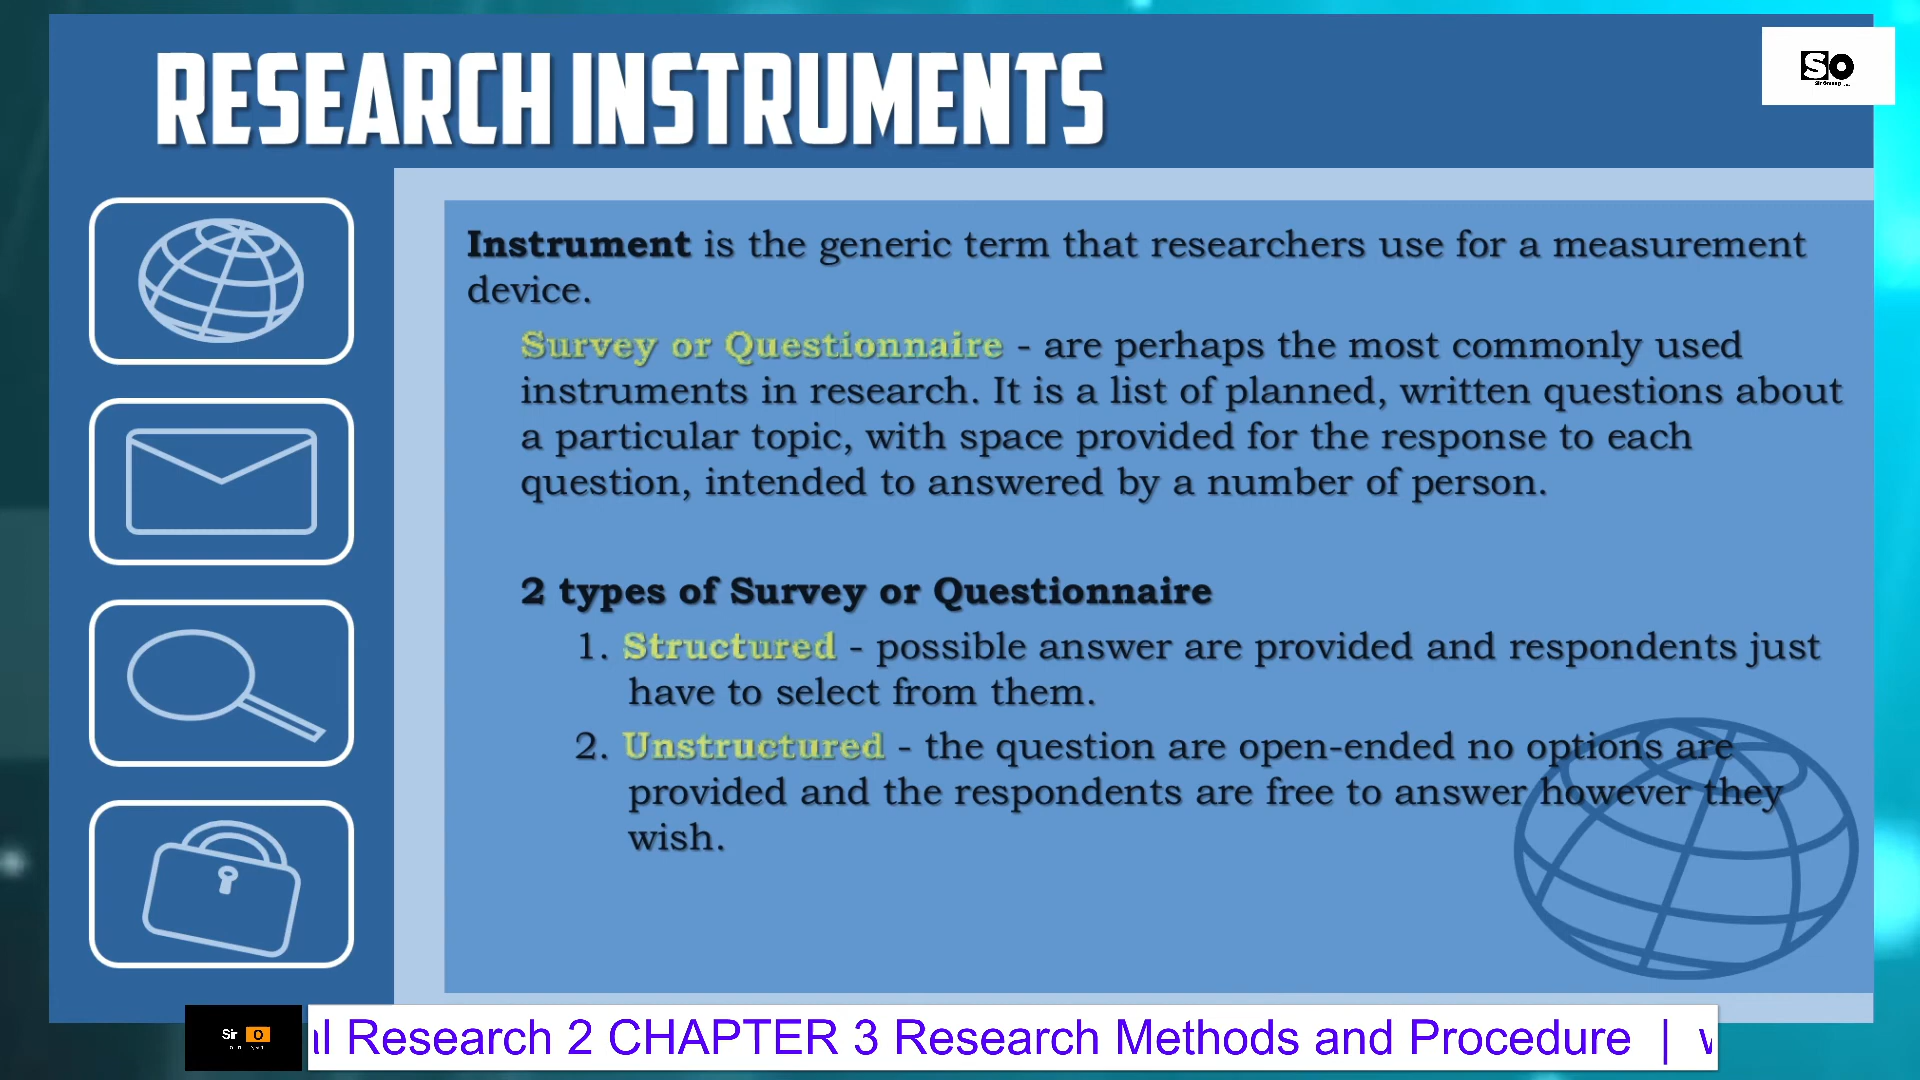 RESEARCH INSTRUMENTS
SO
Instrument is the generic term that researchers use for a measurement
device.
Survey or Questionnaire - are perhaps the most commonly used
instruments in research. It is a list of planned, written questions about
a particular topic, with space provided for the response to each
question, intended to answered by a number of person.
2 types of Survey or Questionnaire
1. Structured - possible answer are provided and respondents just
have to select from them.
2. Unstructured - the question are open-ended no options are
provided and the respondents are free to answer however they
wish.
Sir O
l Research 2 CHAPTER 3 Research Methods and Procedure |